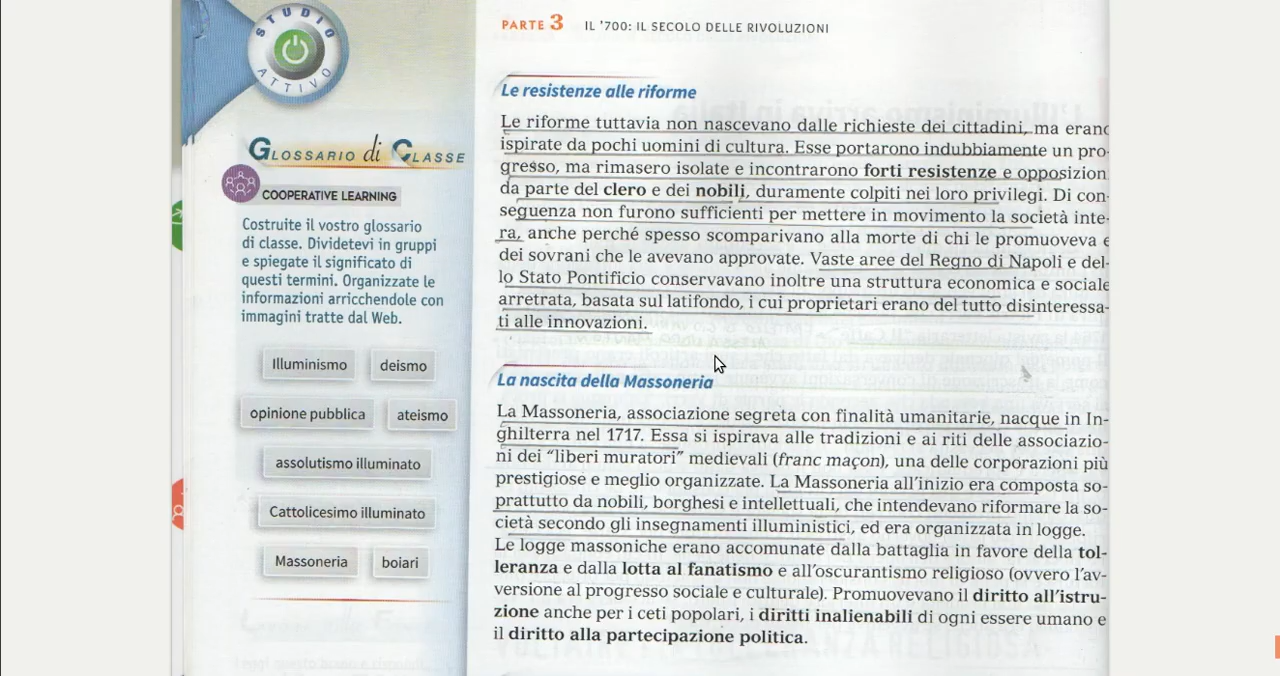 STUDIO
ATTIVO
PARTE 3 IL '700: IL SECOLO DELLE RIVOLUZIONI
GLOSSARIO di CLASSE
COOPERATIVE LEARNING
Costruite il vostro glossario
di classe. Dividetevi in gruppi
e spiegate il significato di
questi termini. Organizzate le
informazioni arricchendole con
immagini tratte dal Web.
Illuminismo deismo
opinione pubblica ateismo
assolutismo illuminato
Cattolicesimo illuminato
Massoneria boiari
Le resistenze alle riforme
Le riforme tuttavia non nascevano dalle richieste dei cittadini, ma eranc
ispirate da pochi uomini di cultura. Esse portarono indubbiamente un pro-
gresso, ma rimasero isolate e incontrarono forti resistenze e opposizion
da parte del clero e dei nobili, duramente colpiti nei loro privilegi. Di con-
seguenza non furono sufficienti per mettere in movimento la società inte-
ra, anche perché spesso scomparivano alla morte di chi le promuoveva e
dei sovrani che le avevano approvate. Vaste aree del Regno di Napoli e del-
lo Stato Pontificio conservavano inoltre una struttura economica e sociale
arretrata, basata sul latifondo, i cui proprietari erano del tutto disinteressa-
ti alle innovazioni.
La nascita della Massoneria
La Massoneria, associazione segreta con finalità umanitarie, nacque in In-
ghilterra nel 1717. Essa si ispirava alle tradizioni e ai riti delle associazio-
ni dei “liberi muratori” medievali (franc maçon), una delle corporazioni più
prestigiose e meglio organizzate. La Massoneria all'inizio era composta so-
prattutto da nobili, borghesi e intellettuali, che intendevano riformare la so-
cietà secondo gli insegnamenti illuministici, ed era organizzata in logge.
Le logge massoniche erano accomunate dalla battaglia in favore della tol-
leranza e dalla lotta al fanatismo e all'oscurantismo religioso (ovvero l'av-
versione al progresso sociale e culturale). Promuovevano il diritto all'istru-
zione anche per i ceti popolari, i diritti inalienabili di ogni essere umano e
il diritto alla partecipazione politica.